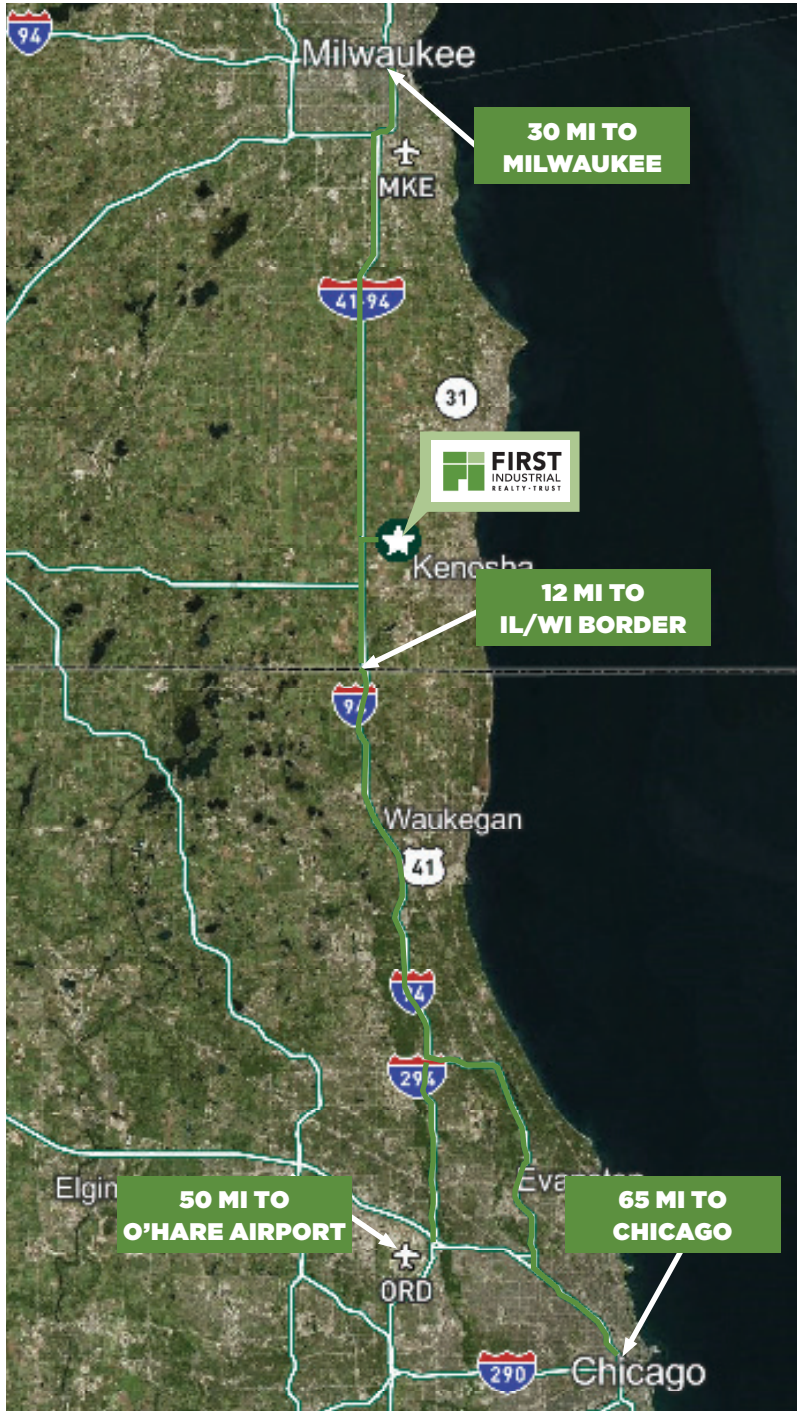 94
Milwaukee
30 MI TO
MILWAUKEE
MKE
41-94
31
FIRST
INDUSTRIAL
REALTY·TRUST
Kenosha
12 MI TO
IL/WI BORDER
94
Waukegan
41
94
294
Evanston
Elgin
50 MI TO
O'HARE AIRPORT
65 MI TO
CHICAGO
ORD
290
Chicago